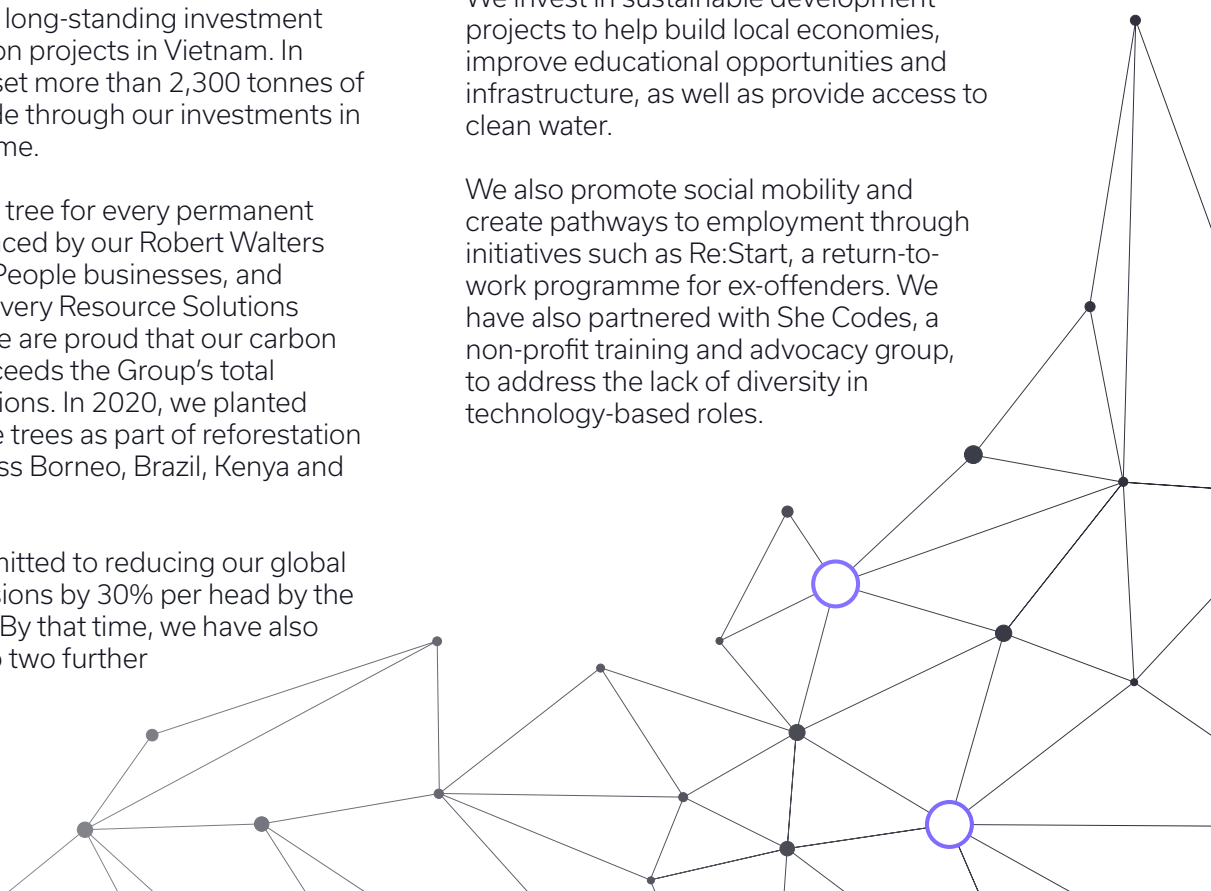 long-standing investment
on projects in Vietnam. In
set more than 2,300 tonnes of
de through our investments in
me.
tree for every permanent
aced by our Robert Walters
People businesses, and
very Resource Solutions
e are proud that our carbon
ceeds the Group's total
ions. In 2020, we planted
e trees as part of reforestation
ss Borneo, Brazil, Kenya and
mitted to reducing our global
sions by 30% per head by the
By that time, we have also
o two further
We invest in sustainable development
projects to help build local economies,
improve educational opportunities and
infrastructure, as well as provide access to
clean water.
We also promote social mobility and
create pathways to employment through
initiatives such as Re:Start, a return-to-
work programme for ex-offenders. We
have also partnered with She Codes, a
non-profit training and advocacy group,
to address the lack of diversity in
technology-based roles.